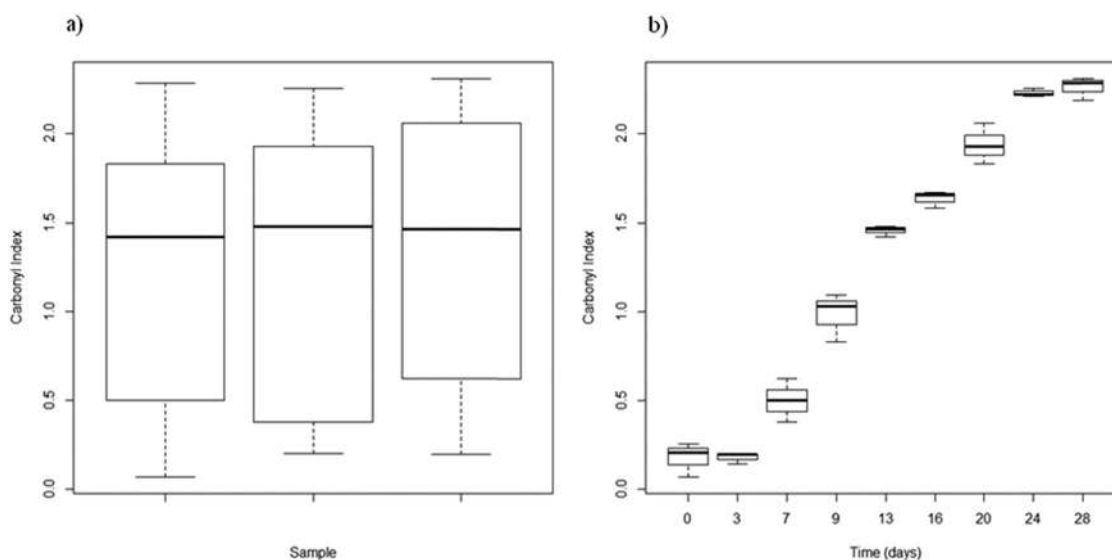 a)
Carbonyl Index
0.0 0.5 1.0 1.5 2.0
Sample
b)
Carbonyl Index
0.0 0.5 1.0 1.5 2.0
0 3 7 9 13 16 20 24 28
Time (days)